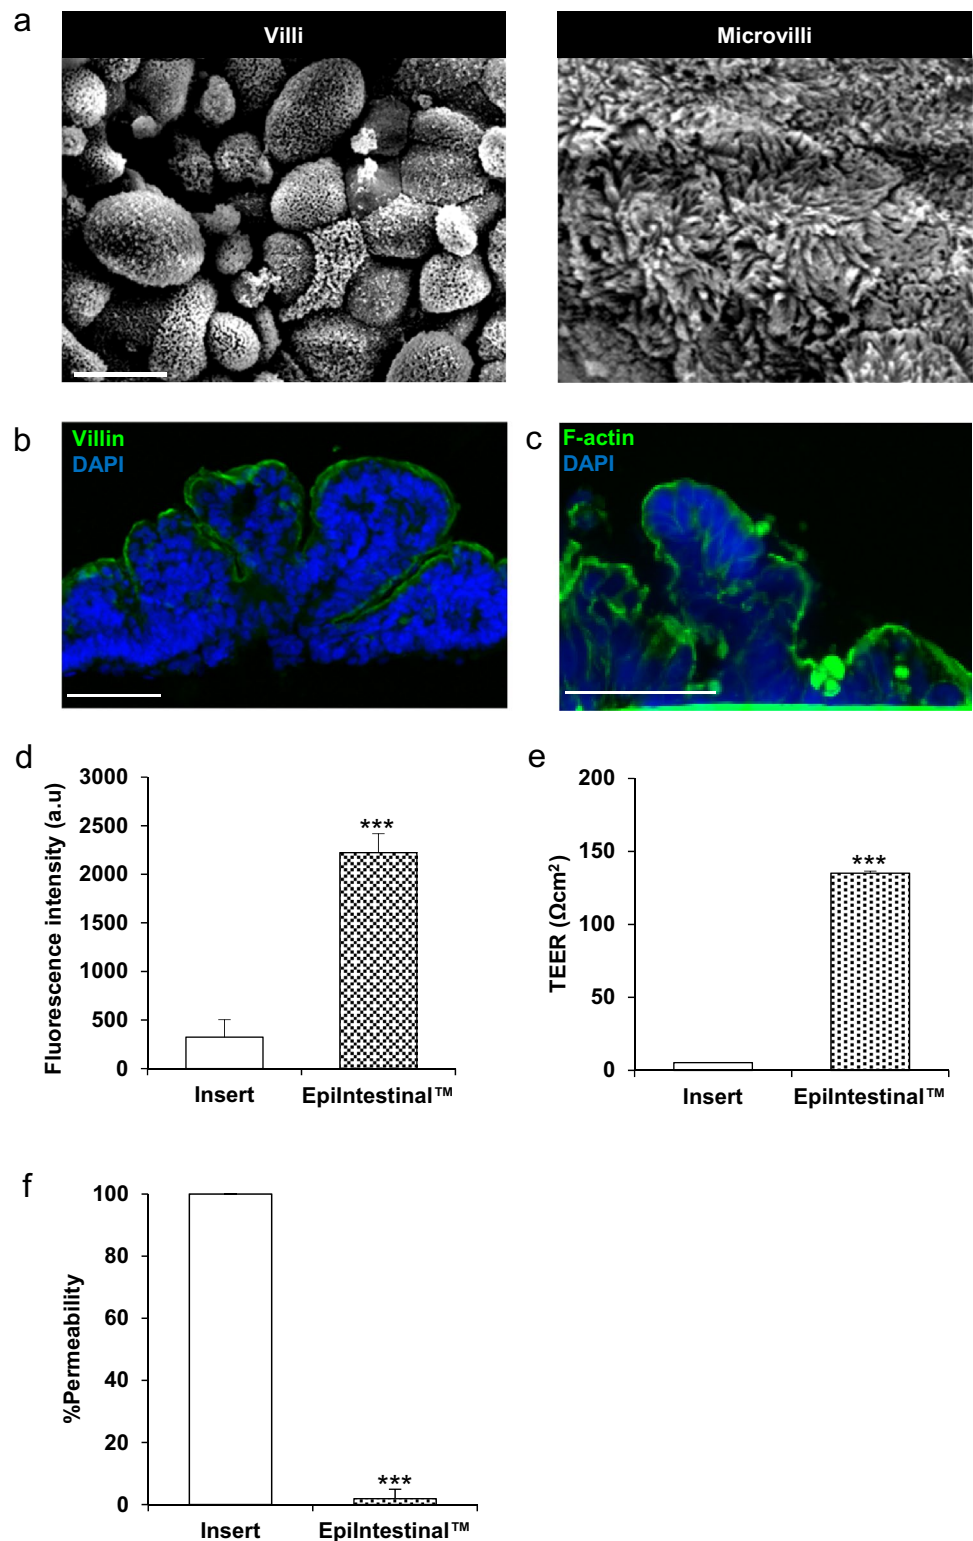 a
Villi
Microvilli
b
Villin
DAPI
c
F-actin
DAPI
d
Fluorescence intensity (a.u)
3000
2500
2000
1500
1000
500
0
***
Insert
EpiIntestinal™
e
TEER (Ωcm²)
200
150
100
50
0
***
Insert
EpiIntestinal™
f
%Permeability
100
80
60
40
20
0
***
Insert
EpiIntestinal™